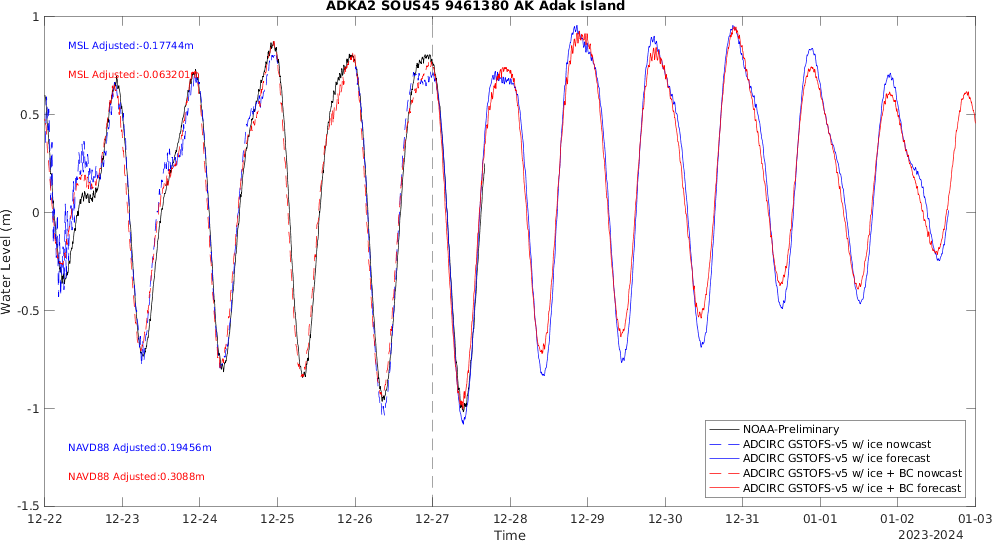 ADKA2 SOUS45 9461380 AK Adak Island
1
MSL Adjusted:-0.17744m
MSL Adjusted:-0.063201m
0.5
0
Water Level (m)
-0.5
-1
NAVD88 Adjusted:0.19456m
NAVD88 Adjusted:0.3088m
NOAA-Preliminary
ADCIRC GSTOFS-v5 w/ ice nowcast
ADCIRC GSTOFS-v5 w/ ice forecast
ADCIRC GSTOFS-v5 w/ ice + BC nowcast
ADCIRC GSTOFS-v5 w/ ice + BC forecast
-1.5
12-22 12-23 12-24 12-25 12-26 12-27 12-28 12-29 12-30 12-31 01-01 01-02 01-03
Time
2023-2024